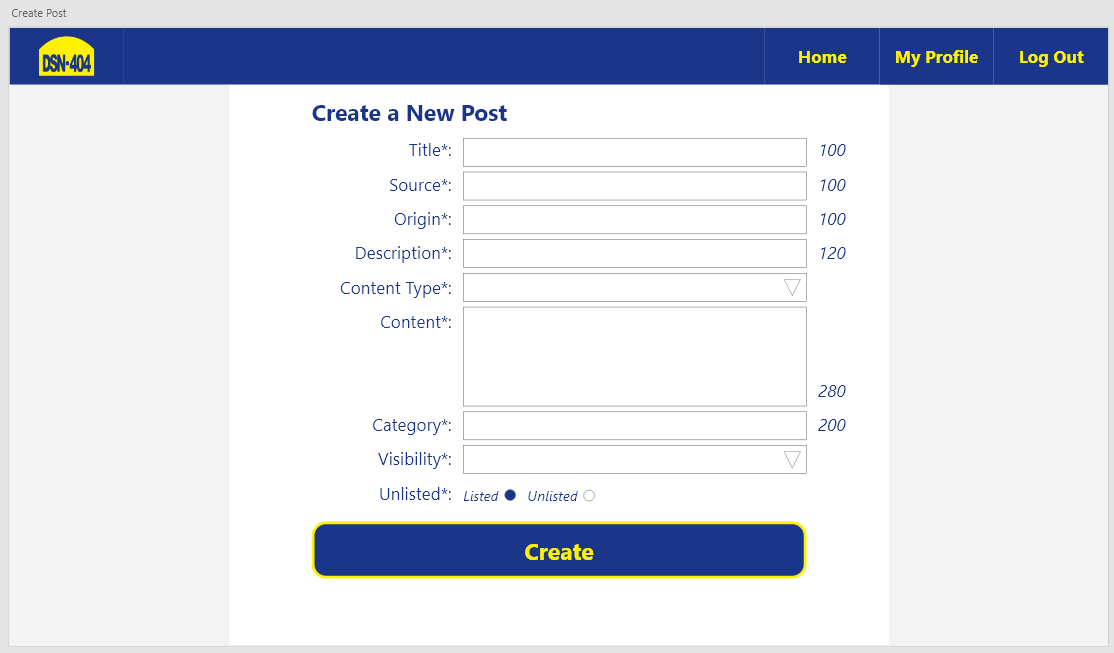 Create Post
DSN-404
Home
My Profile
Log Out
Create a New Post
Title*: 100
Source*: 100
Origin*: 100
Description*: 120
Content Type*:
Content*:
280
Category*: 200
Visibility*:
Unlisted*: Listed Unlisted
Create